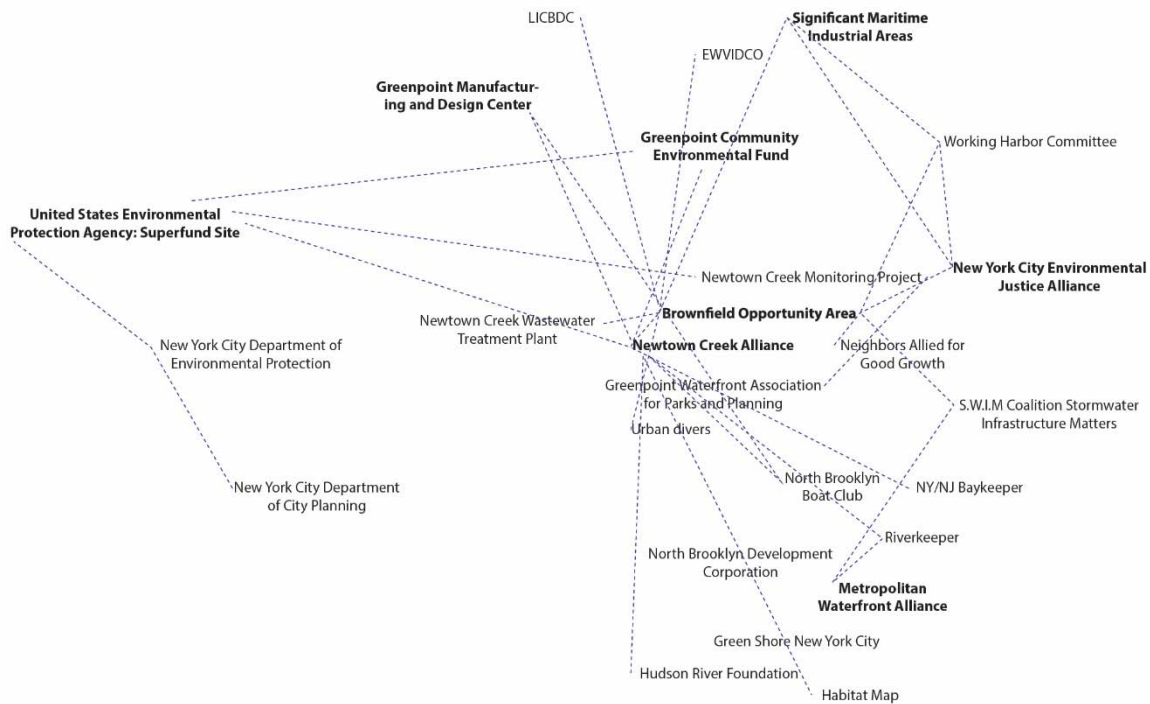 LICBDC
Significant Maritime
Industrial Areas
EWVIDCO
Greenpoint Manufactur-
ing and Design Center
Greenpoint Community
Environmental Fund
Working Harbor Committee
United States Environmental
Protection Agency: Superfund Site
New York City Environmental
Justice Alliance
Newtown Creek Monitoring Project
Brownfield Opportunity Area
Newtown Creek Wastewater
Treatment Plant
Newtown Creek Alliance
Neighbors Allied for
Good Growth
New York City Department of
Environmental Protection
Greenpoint Waterfront Association
for Parks and Planning
S.W.I.M Coalition Stormwater
Infrastructure Matters
Urban divers
North Brooklyn
Boat Club
NY/NJ Baykeeper
New York City Department
of City Planning
Riverkeeper
North Brooklyn Development
Corporation
Metropolitan
Waterfront Alliance
Green Shore New York City
Hudson River Foundation
Habitat Map